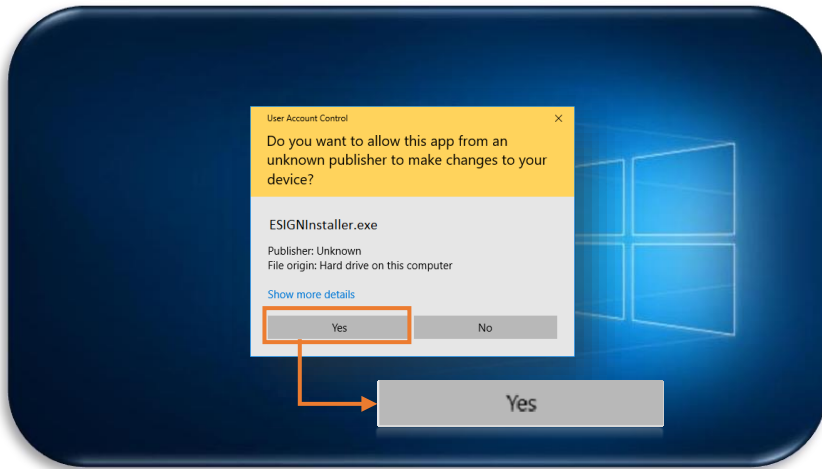 User Account Control
Do you want to allow this app from an
unknown publisher to make changes to your
device?
ESIGNInstaller.exe
Publisher: Unknown
File origin: Hard drive on this computer
Show more details
Yes No
Yes